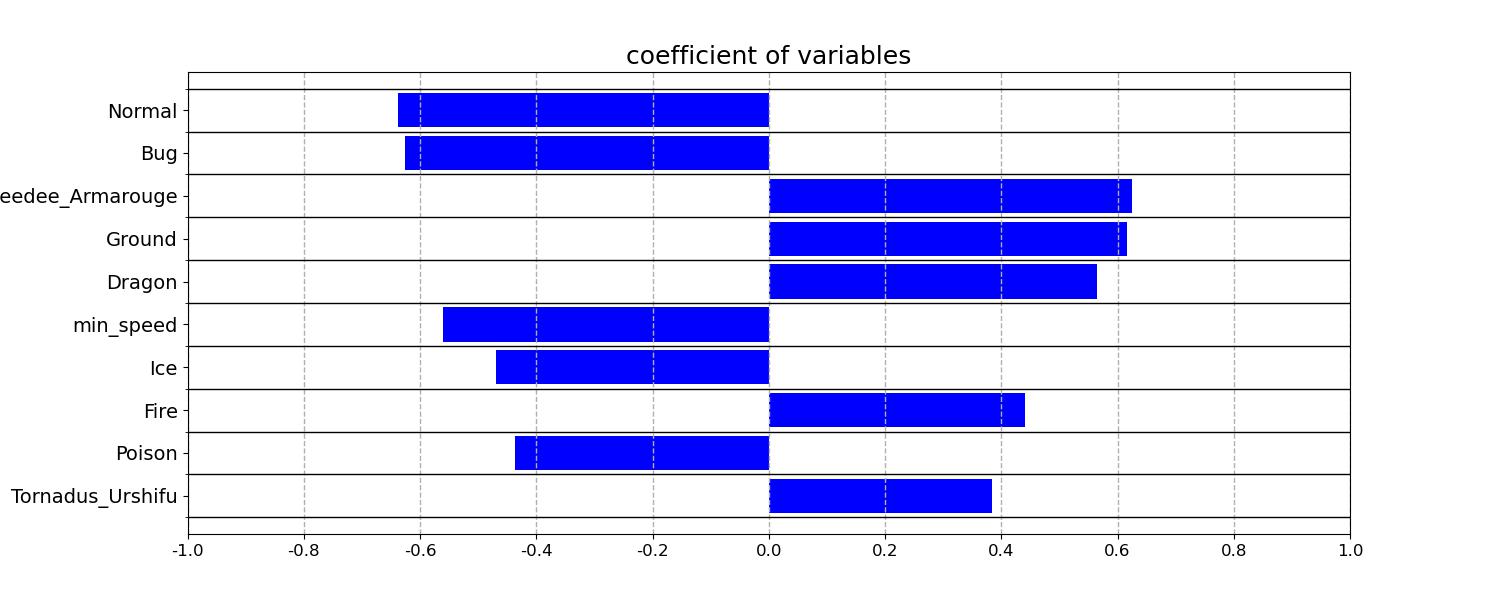 coefficient of variables
Normal
Bug
eedee_Armarouge
Ground
Dragon
min_speed
Ice
Fire
Poison
Tornadus_Urshifu
-1.0 -0.8 -0.6 -0.4 -0.2 0.0 0.2 0.4 0.6 0.8 1.0